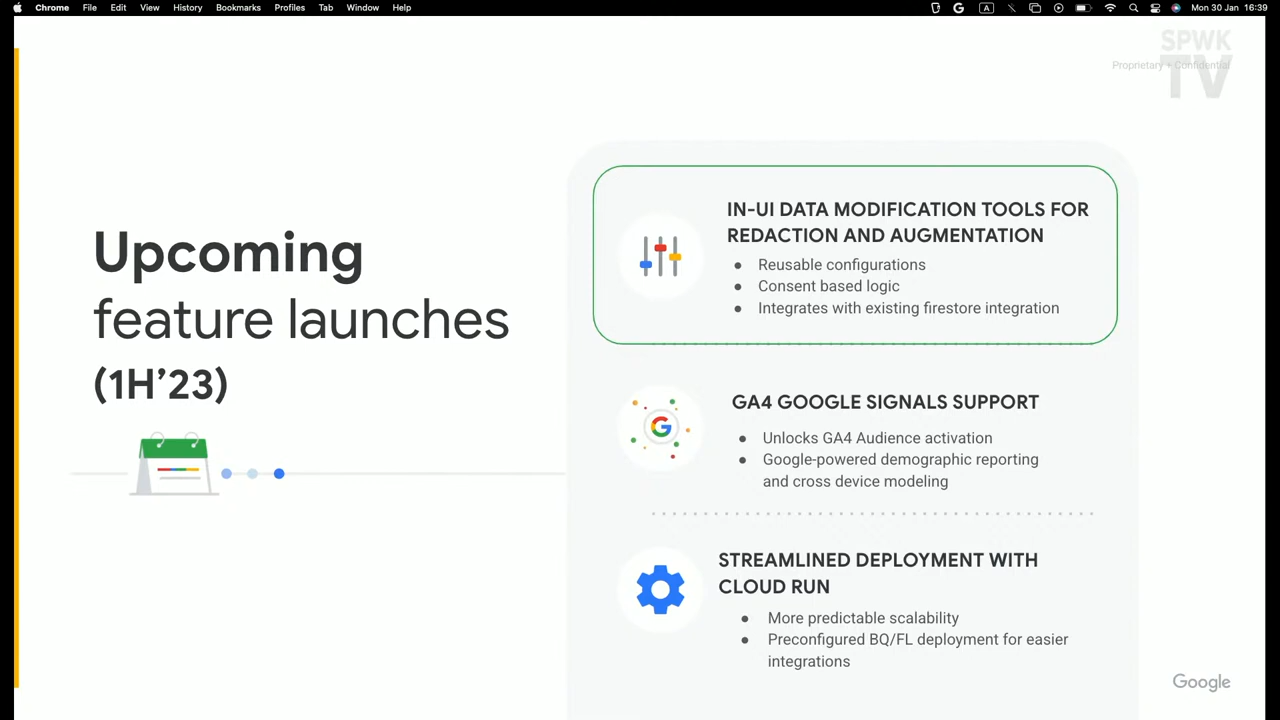 Chrome File Edit View History Bookmarks Profiles Tab Window Help
A
Mon 30 Jan 16:39
SPWK
TV
Proprietary + Confidential
Upcoming
feature launches
(1H’23)
IN-UI DATA MODIFICATION TOOLS FOR
REDACTION AND AUGMENTATION
● Reusable configurations
● Consent based logic
● Integrates with existing firestore integration
G
GA4 GOOGLE SIGNALS SUPPORT
● Unlocks GA4 Audience activation
● Google-powered demographic reporting
and cross device modeling
STREAMLINED DEPLOYMENT WITH
CLOUD RUN
● More predictable scalability
● Preconfigured BQ/FL deployment for easier
integrations
Google